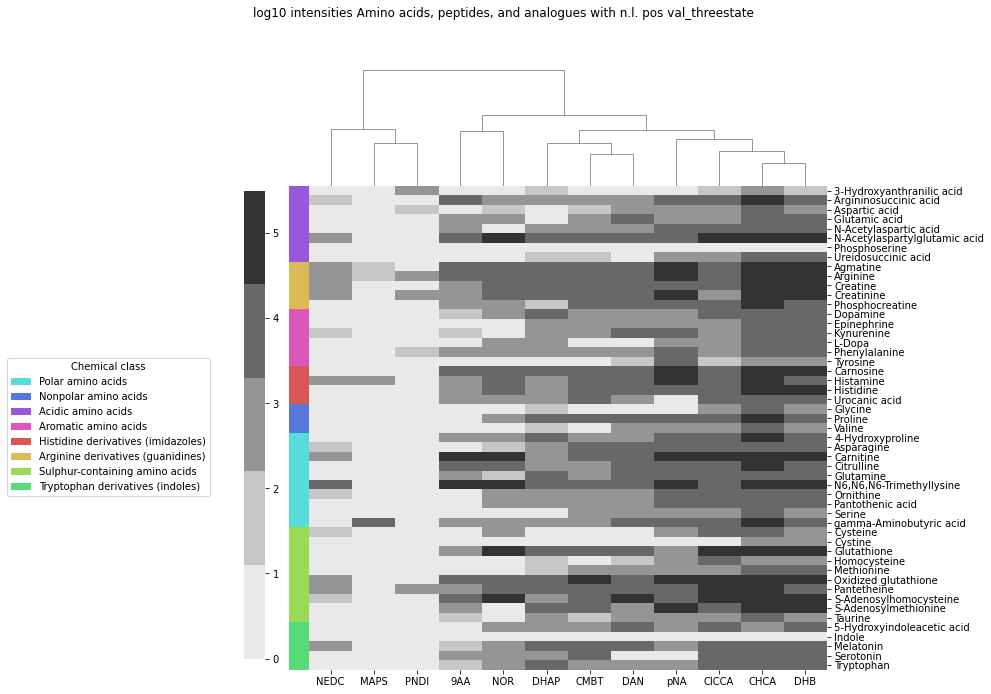 log10 intensities Amino acids, peptides, and analogues with n.l. pos val_threestate
5
4
3
2
1
0
Chemical class
Polar amino acids
Nonpolar amino acids
Acidic amino acids
Aromatic amino acids
Histidine derivatives (imidazoles)
Arginine derivatives (guanidines)
Sulphur-containing amino acids
Tryptophan derivatives (indoles)
3-Hydroxyanthranilic acid
Argininosuccinic acid
Aspartic acid
Glutamic acid
N-Acetylaspartic acid
N-Acetylaspartylglutamic acid
Phosphoserine
Ureidosuccinic acid
Agmatine
Arginine
Creatine
Creatinine
Phosphocreatine
Dopamine
Epinephrine
Kynurenine
L-Dopa
Phenylalanine
Tyrosine
Carnosine
Histamine
Histidine
Urocanic acid
Glycine
Proline
Valine
4-Hydroxyproline
Asparagine
Carnitine
Citrulline
Glutamine
N6,N6,N6-Trimethyllysine
Ornithine
Pantothenic acid
Serine
gamma-Aminobutyric acid
Cysteine
Cystine
Glutathione
Homocysteine
Methionine
Oxidized glutathione
Pantetheine
S-Adenosylhomocysteine
S-Adenosylmethionine
Taurine
5-Hydroxyindoleacetic acid
Indole
Melatonin
Serotonin
Tryptophan
NEDC MAPS PNDI 9AA NOR DHAP CMBT DAN pNA ClCCA CHCA DHB